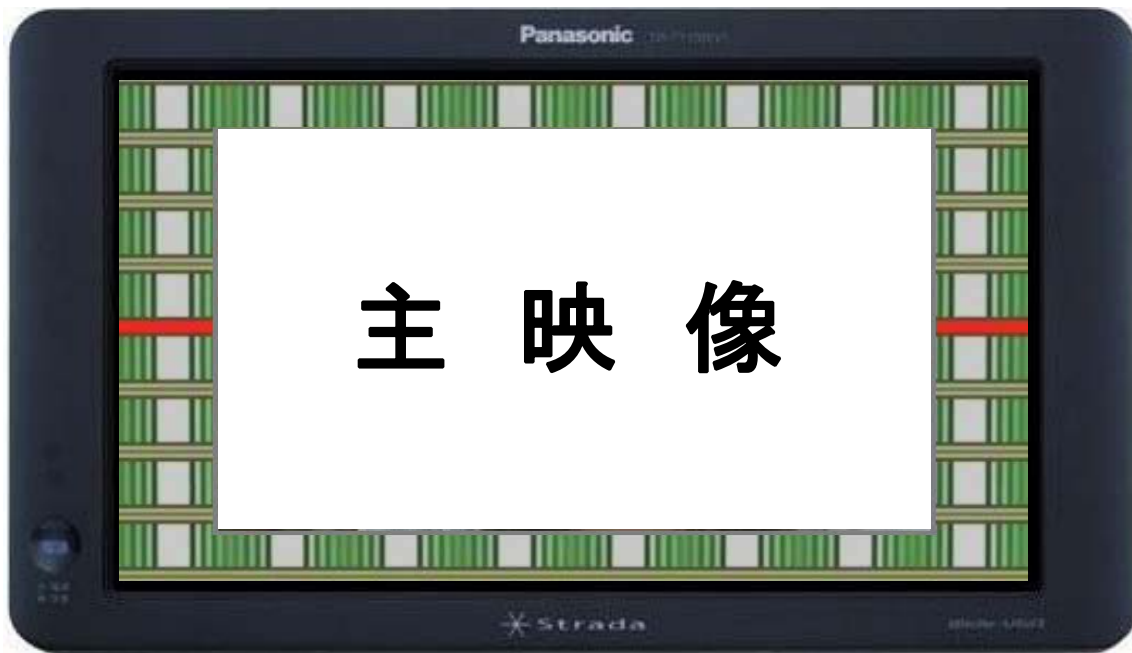 Panasonic
主 映 像
Strada